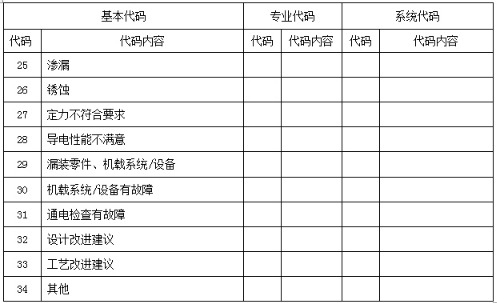 基本代码 专业代码 系统代码
代码 代码内容 代码 代码内容 代码 代码内容
25 渗漏
26 锈蚀
27 定力不符合要求
28 导电性能不满意
29 漏装零件、机载系统/设备
30 机载系统/设备有故障
31 通电检查有故障
32 设计改进建议
33 工艺改进建议
34 其他